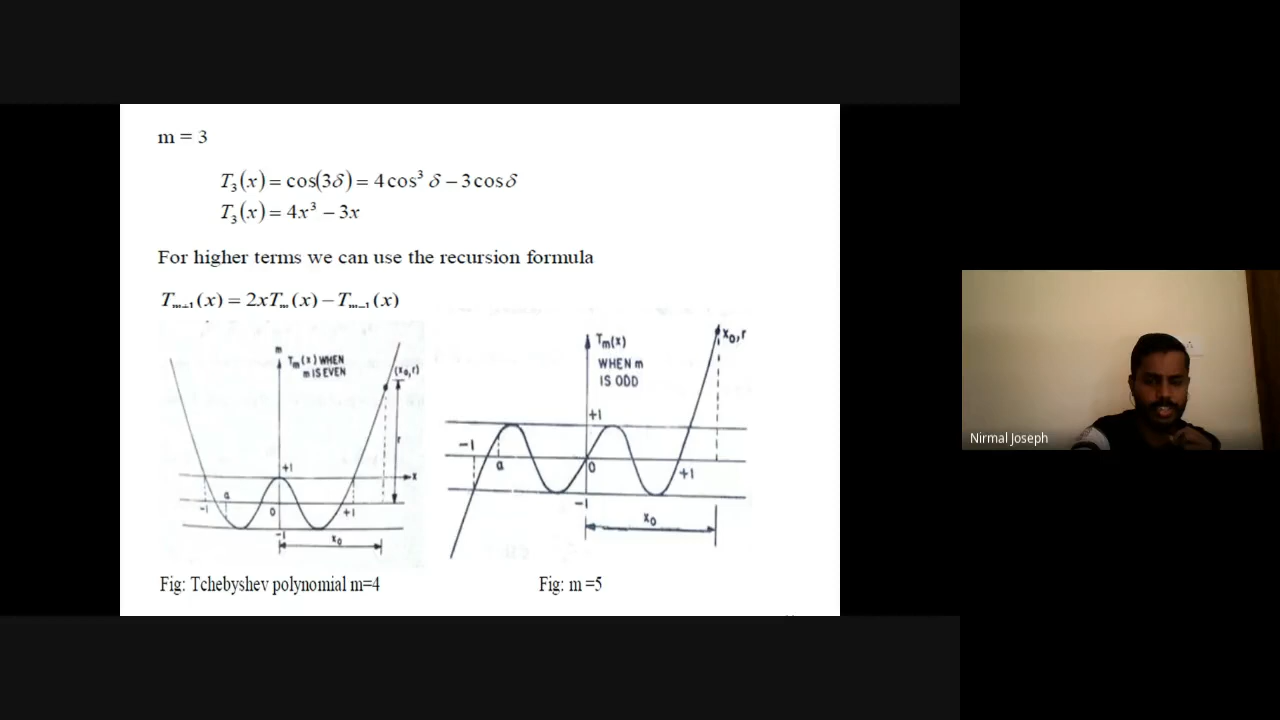 m = 3
T₃(x) = cos(3δ) = 4cos³ δ − 3cosδ
T₃(x) = 4x³ − 3x
For higher terms we can use the recursion formula
Tₘ₊₁(x) = 2xTₘ(x) − Tₘ₋₁(x)
Tₘ(x) WHEN
m IS EVEN
(x₀,r)
+1
r
x
a
-1
0
+1
-1
x₀
Fig: Tchebyshev polynomial m=4
Tₘ(x)
WHEN m
IS ODD
x₀,r
+1
-1
a
0
+1
-1
x₀
Fig: m =5
Nirmal Joseph